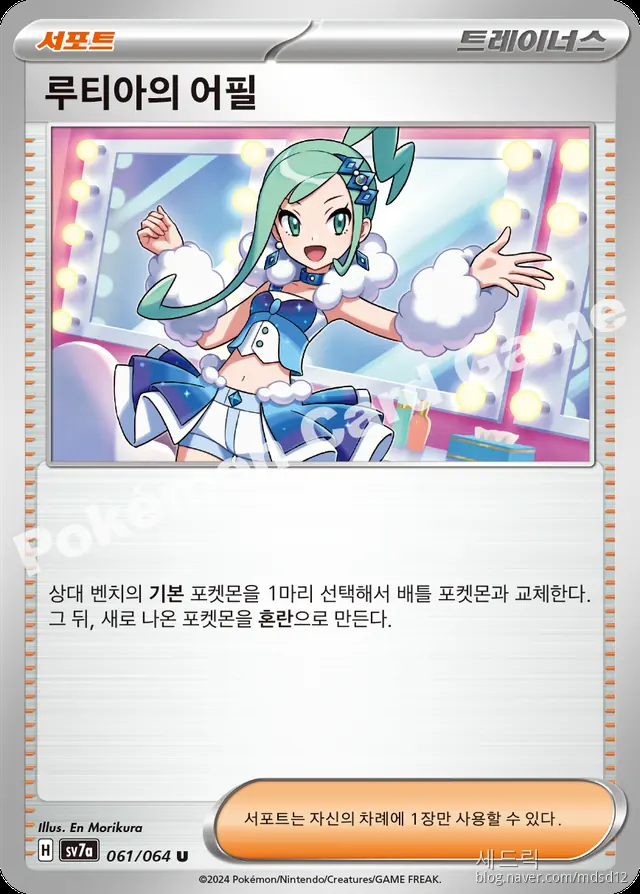 서포트
트레이너스
루티아의 어필
Pokémon Card Game
상대 벤치의 기본 포켓몬을 1마리 선택해서 배틀 포켓몬과 교체한다.
그 뒤, 새로 나온 포켓몬을 혼란으로 만든다.
서포트는 자신의 차례에 1장만 사용할 수 있다.
Illus. En Morikura
H sv7a 061/064 U
©2024 Pokémon/Nintendo/Creatures/GAME FREAK.
세드릭
blog.naver.com/mdsd12